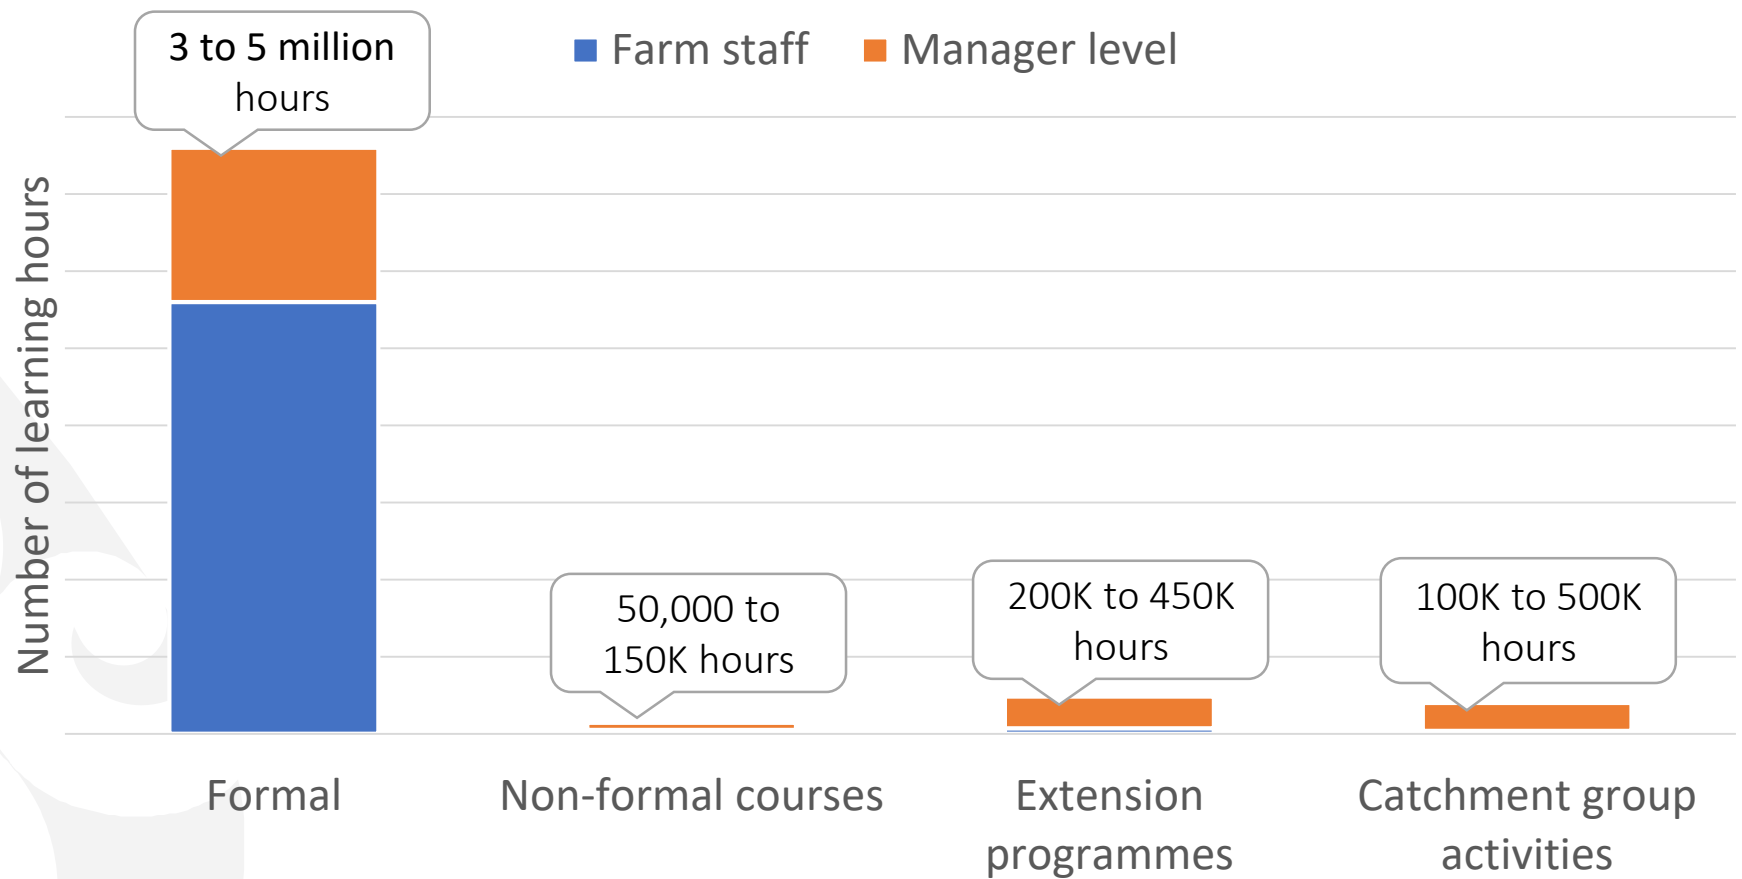 3 to 5 million
hours
Farm staff
Manager level
Number of learning hours
50,000 to
150K hours
200K to 450K
hours
100K to 500K
hours
Formal
Non-formal courses
Extension
programmes
Catchment group
activities